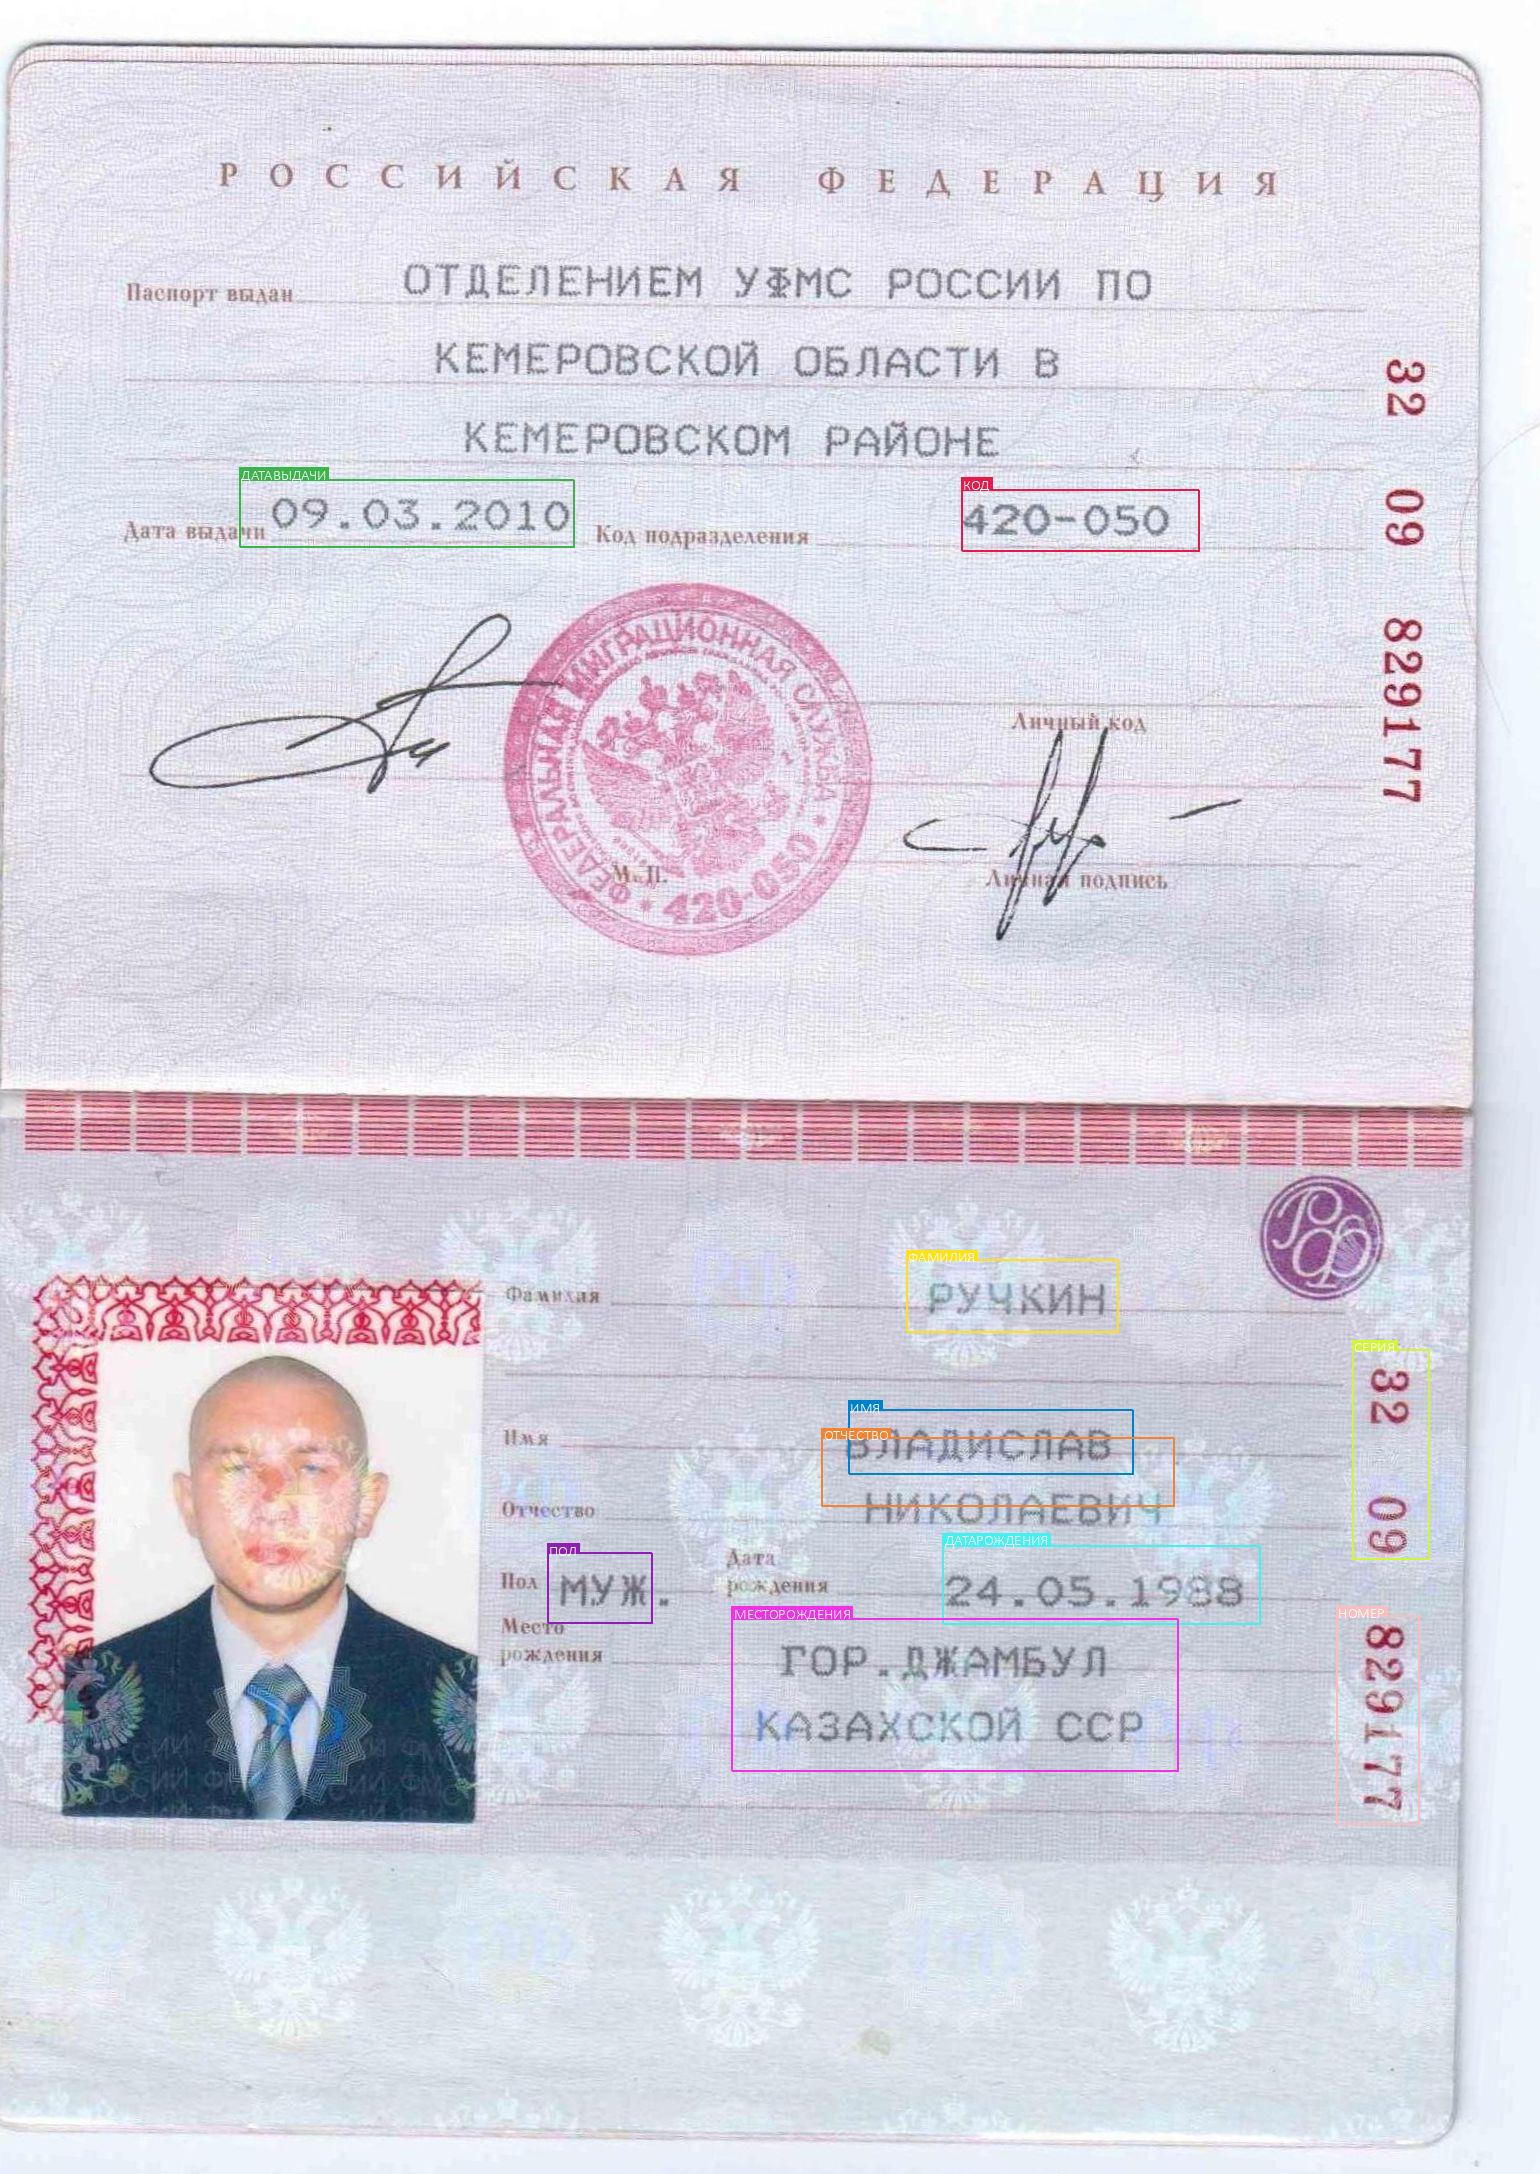 РОССИЙСКАЯ ФЕДЕРАЦИЯ
Паспорт выдан ОТДЕЛЕНИЕМ УФМС РОССИИ ПО
КЕМЕРОВСКОЙ ОБЛАСТИ В
КЕМЕРОВСКОМ РАЙОНЕ
ДАТАВЫДАЧИ
КОД
Дата выдачи 09.03.2010 Код подразделения 420-050
32 09 829177
ФЕДЕРАЛЬНАЯ МИГРАЦИОННАЯ СЛУЖБА
420-050
Личный код
М.П.
Личная подпись
ФАМИЛИЯ
Фамилия РУЧКИН
ИМЯ
Имя ВЛАДИСЛАВ
ОТЧЕСТВО
Отчество НИКОЛАЕВИЧ
ПОЛ
ДАТАРОЖДЕНИЯ
Пол МУЖ. Дата рождения 24.05.1988
МЕСТОРОЖДЕНИЯ
Место рождения ГОР.ДЖАМБУЛ
КАЗАХСКОЙ ССР
СЕРИЯ
32 09
НОМЕР
829177